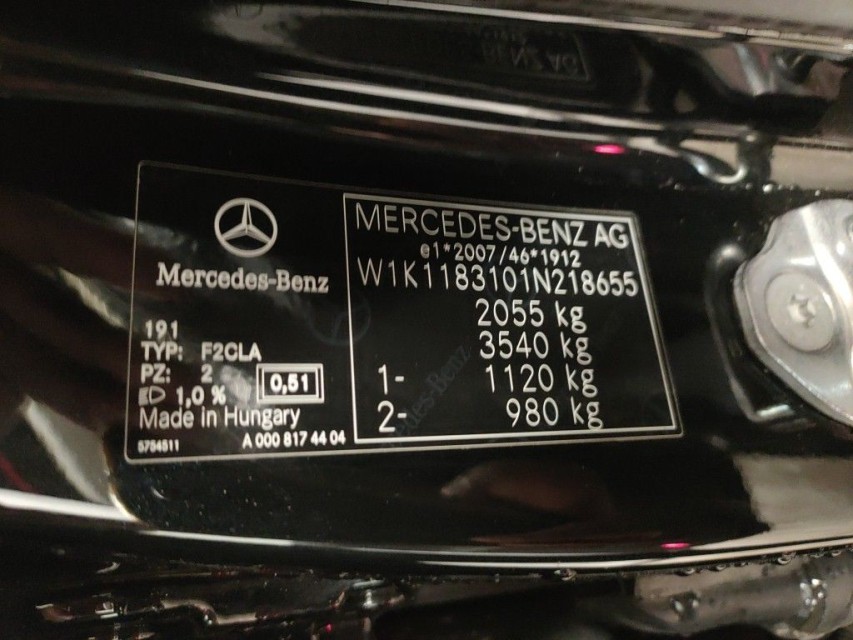 Mercedes-Benz
191
TYP: F2CLA
PZ: 2
1,0 %
0,51
Made in Hungary
5754511
A 000 817 44 04
MERCEDES-BENZ AG
e1*2007/46*1912
W1K1183101N218655
2055 kg
3540 kg
1- 1120 kg
2- 980 kg